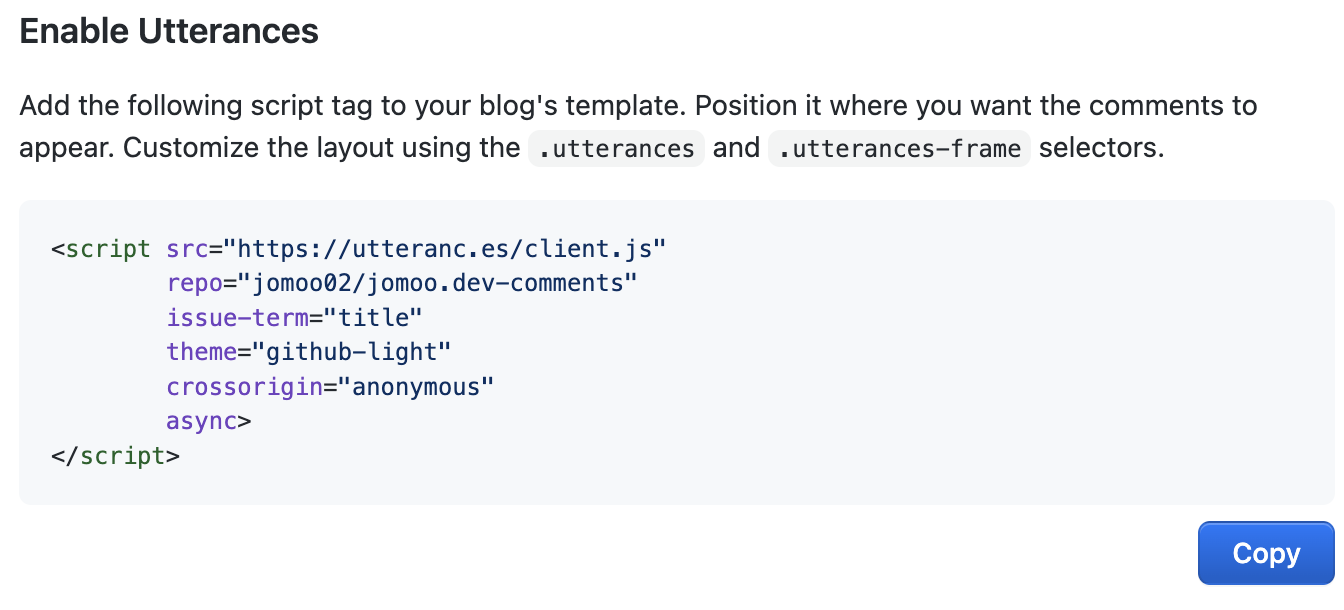 Enable Utterances
Add the following script tag to your blog's template. Position it where you want the comments to
appear. Customize the layout using the .utterances and .utterances-frame selectors.
<script src="https://utteranc.es/client.js"
        repo="jomoo02/jomoo.dev-comments"
        issue-term="title"
        theme="github-light"
        crossorigin="anonymous"
        async>
</script>
Copy